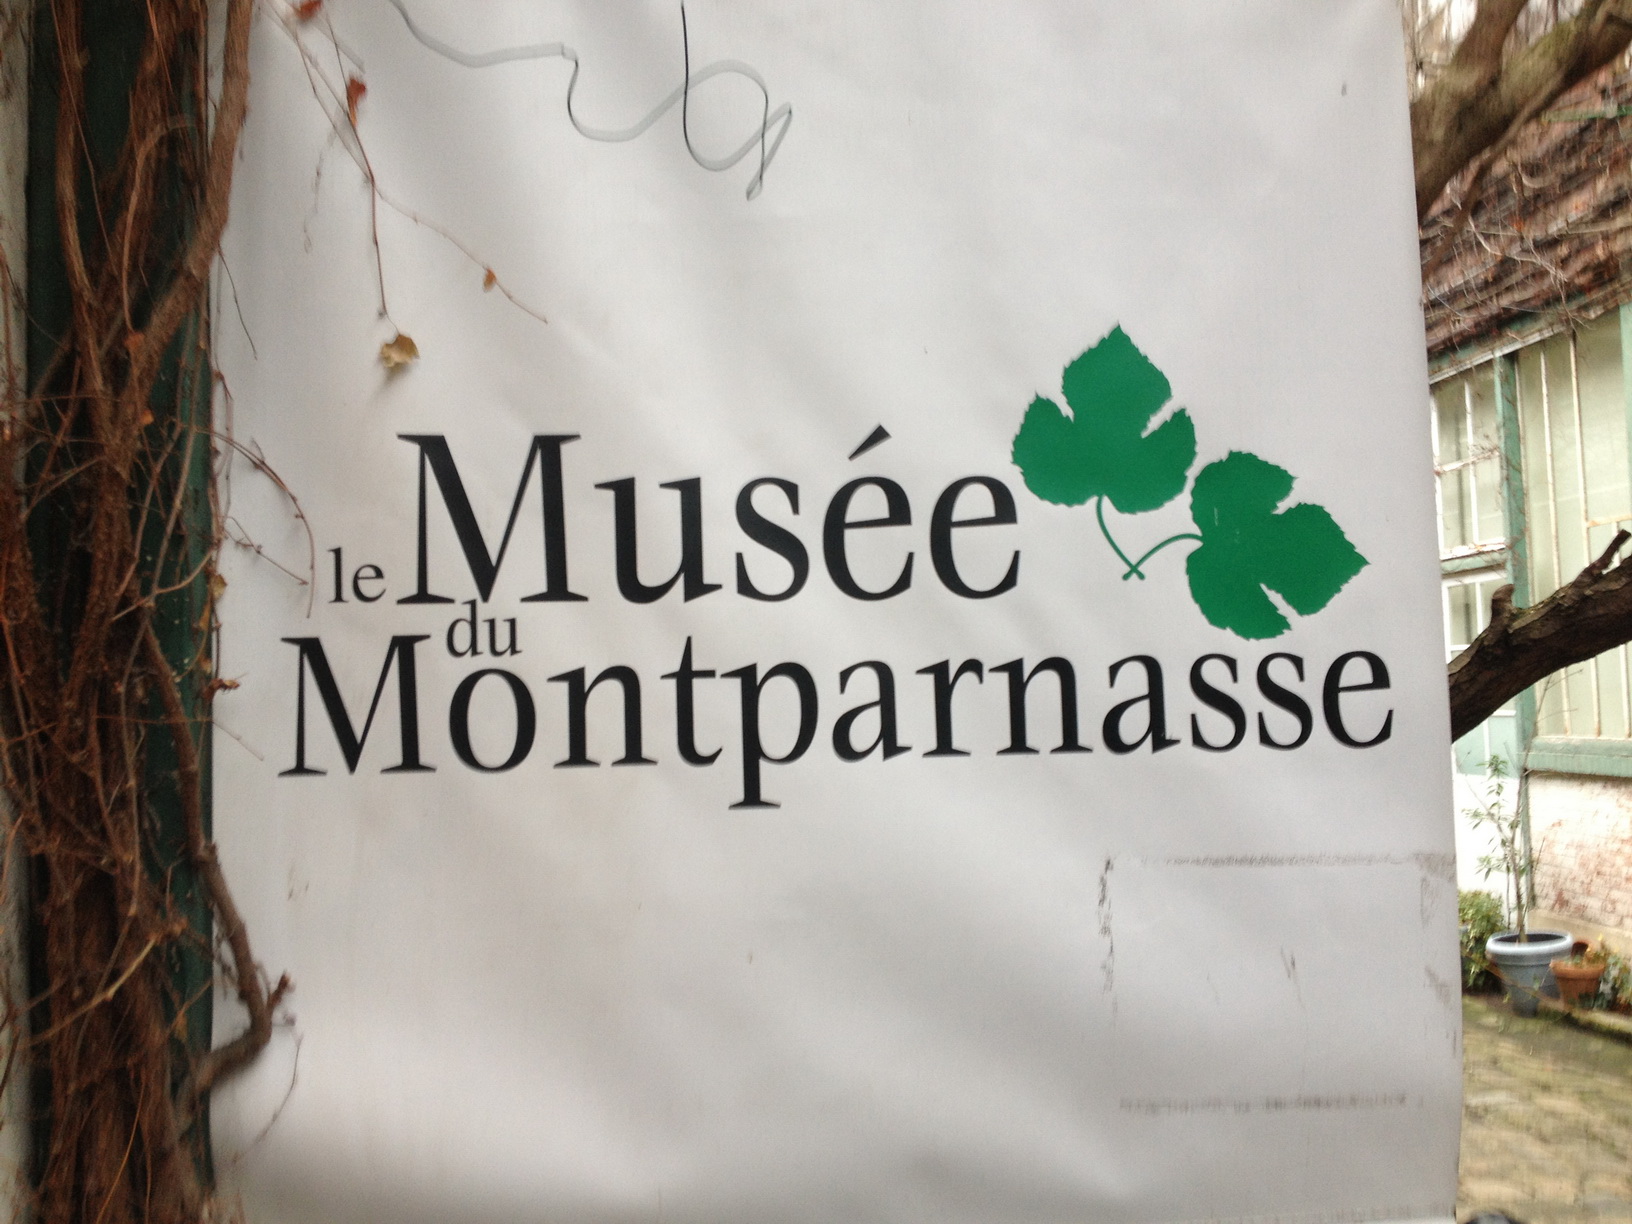 le Musée
du
Montparnasse